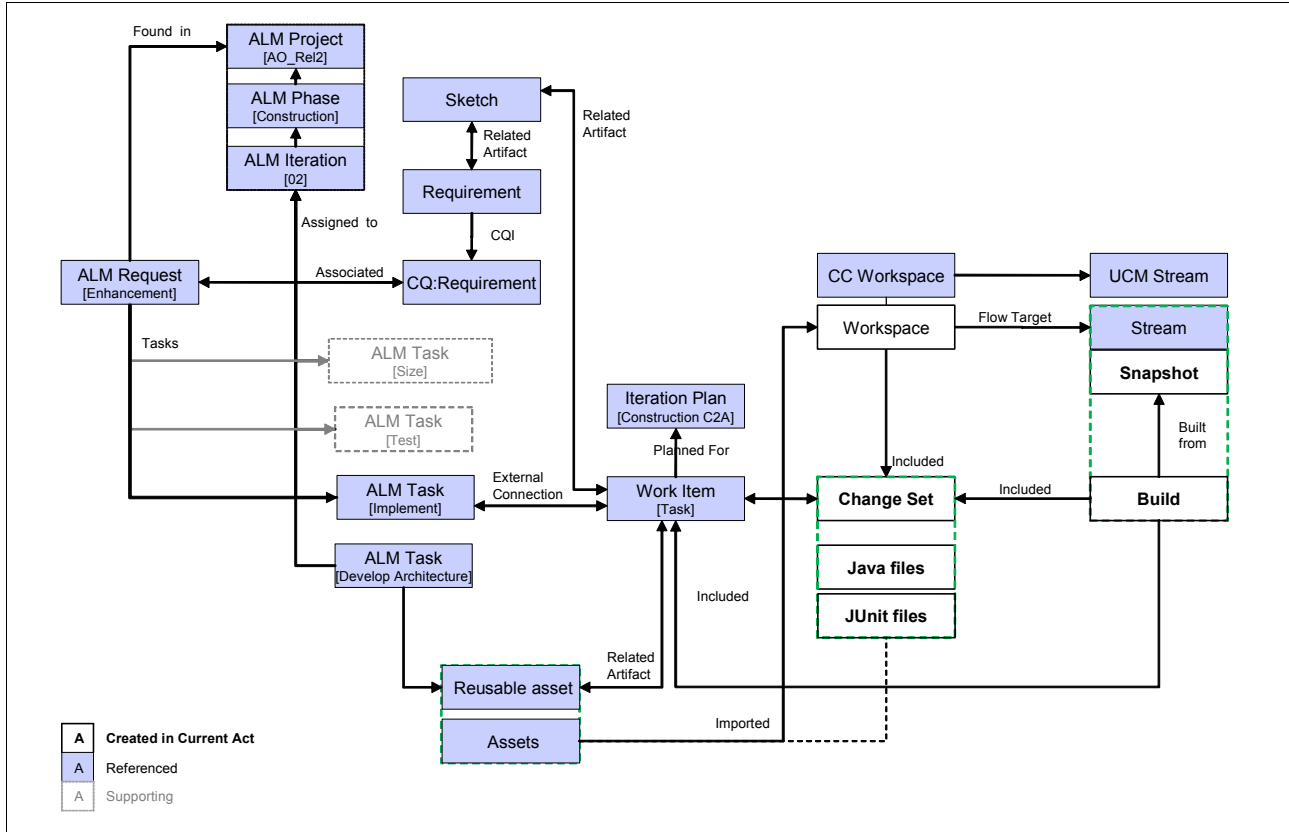 Found in
ALM Project
[AO_Rel2]
ALM Phase
[Construction]
ALM Iteration
[02]
Sketch
Related
Artifact
Related
Artifact
Requirement
Assigned to
CQI
ALM Request
[Enhancement]
Associated
CQ:Requirement
CC Workspace
UCM Stream
Workspace
Flow Target
Stream
Tasks
ALM Task
[Size]
Snapshot
Iteration Plan
[Construction C2A]
ALM Task
[Test]
Built
from
Planned For
Included
External
Connection
ALM Task
[Implement]
Work Item
[Task]
Change Set
Included
Build
ALM Task
[Develop Architecture]
Java files
Included
JUnit files
Related
Artifact
Reusable asset
Imported
Assets
A
Created in Current Act
A
Referenced
A
Supporting